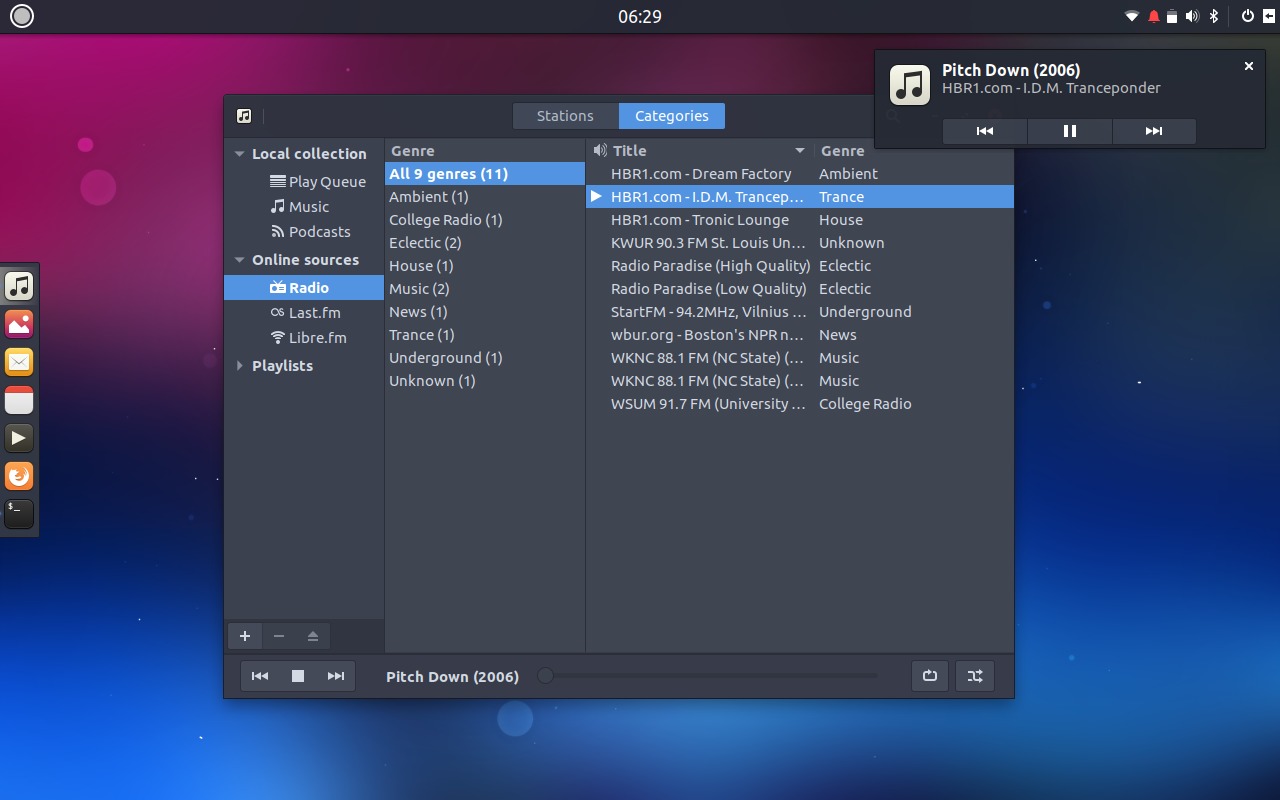 06:29
Pitch Down (2006)
HBR1.com - I.D.M. Tranceponder
Stations
Categories
Local collection
Play Queue
Music
Podcasts
Online sources
Radio
Last.fm
Libre.fm
Playlists
Genre
All 9 genres (11)
Ambient (1)
College Radio (1)
Eclectic (2)
House (1)
Music (2)
News (1)
Trance (1)
Underground (1)
Unknown (1)
Title Genre
HBR1.com - Dream Factory Ambient
HBR1.com - I.D.M. Trancep... Trance
HBR1.com - Tronic Lounge House
KWUR 90.3 FM St. Louis Un... Unknown
Radio Paradise (High Quality) Eclectic
Radio Paradise (Low Quality) Eclectic
StartFM - 94.2MHz, Vilnius ... Underground
wbur.org - Boston's NPR n... News
WKNC 88.1 FM (NC State) (... Music
WKNC 88.1 FM (NC State) (... Music
WSUM 91.7 FM (University ... College Radio
$_
Pitch Down (2006)